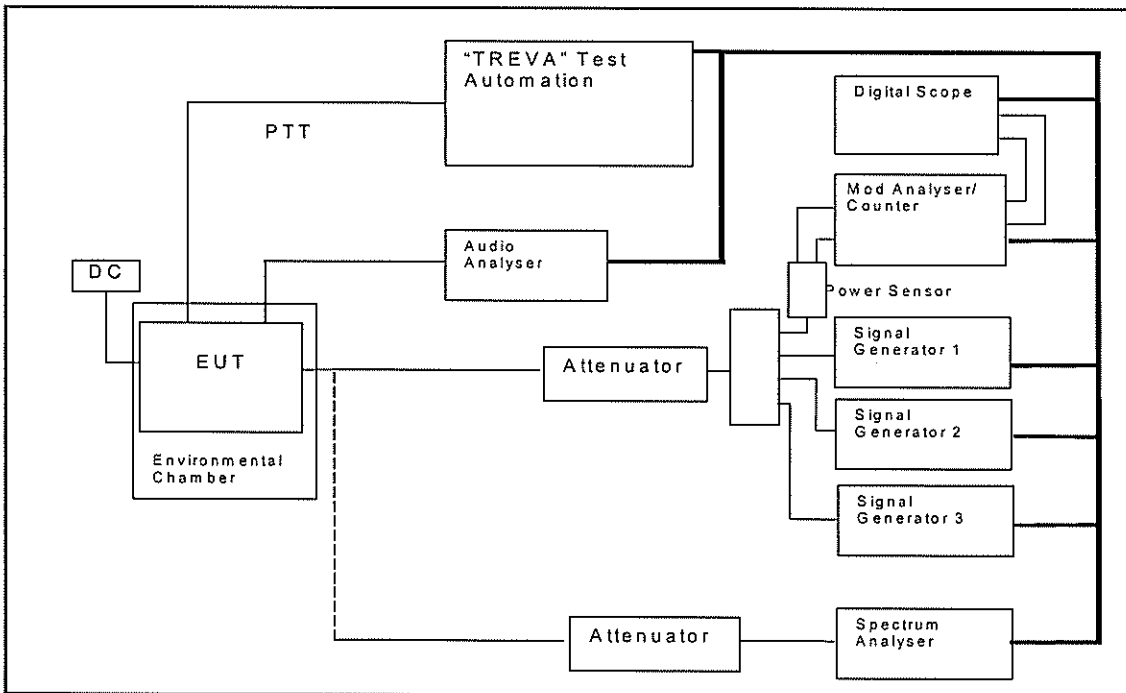 "TREVA" Test
Automation
PTT
Digital Scope
Mod Analyser/
Counter
Audio
Analyser
DC
Power Sensor
EUT
Attenuator
Signal
Generator 1
Signal
Generator 2
Environmental
Chamber
Signal
Generator 3
Attenuator
Spectrum
Analyser